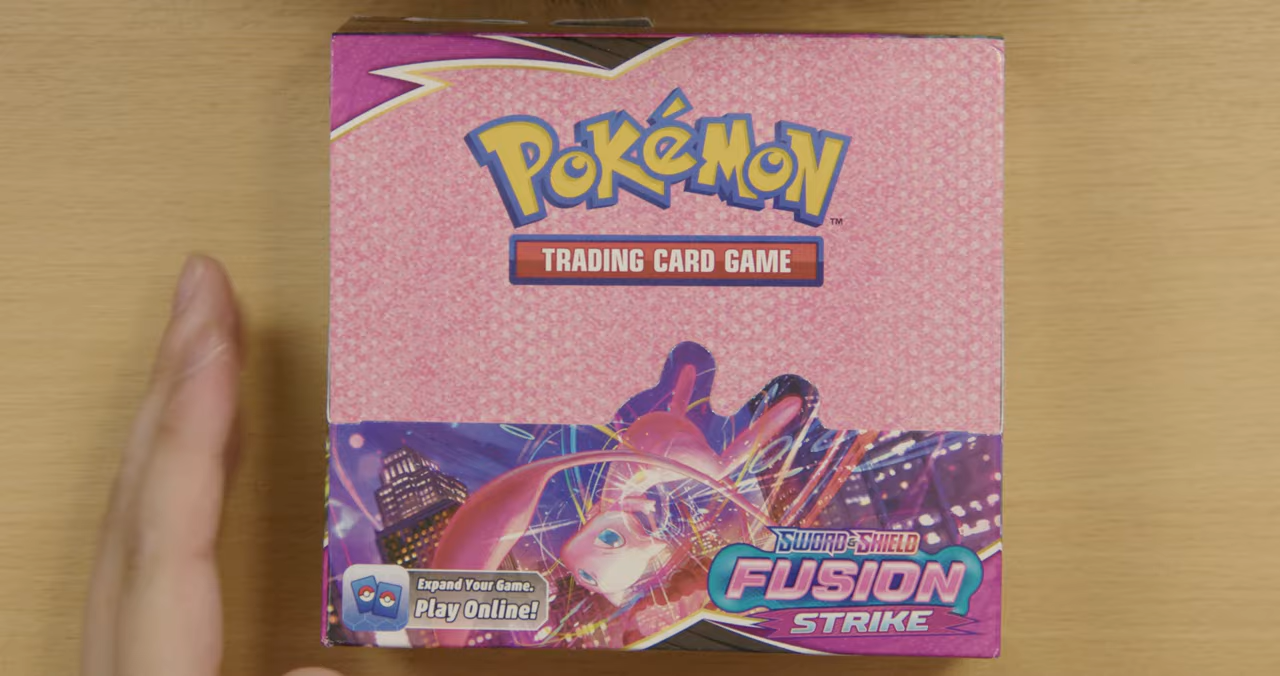 POKéMON
TM
TRADING CARD GAME
SWORD & SHIELD
FUSION
STRIKE
Expand Your Game.
Play Online!